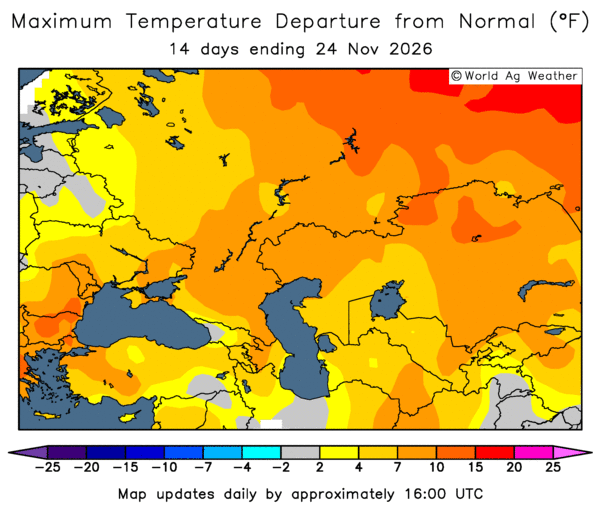 Maximum Temperature Departure from Normal (°F)
14 days ending 24 Nov 2026
© World Ag Weather
-25 -20 -15 -10 -7 -4 -2 2 4 7 10 15 20 25
Map updates daily by approximately 16:00 UTC